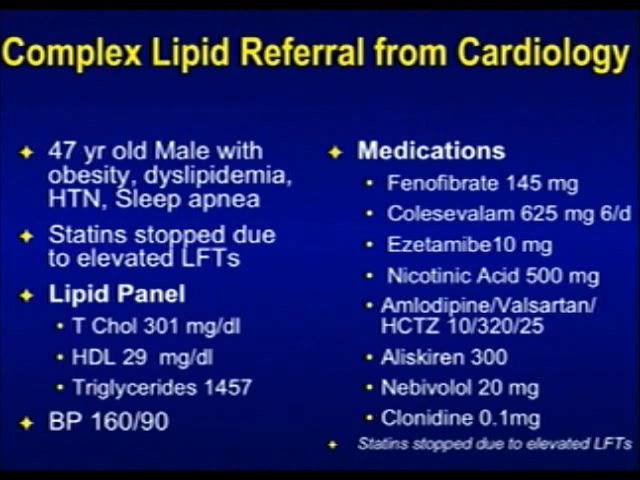 Complex Lipid Referral from Cardiology
47 yr old Male with
obesity, dyslipidemia,
HTN, Sleep apnea
Statins stopped due
to elevated LFTs
Lipid Panel
• T Chol 301 mg/dl
• HDL 29 mg/dl
• Triglycerides 1457
BP 160/90
Medications
• Fenofibrate 145 mg
• Colesevalam 625 mg 6/d
• Ezetamibe10 mg
• Nicotinic Acid 500 mg
• Amlodipine/Valsartan/
HCTZ 10/320/25
• Aliskiren 300
• Nebivolol 20 mg
• Clonidine 0.1mg
Statins stopped due to elevated LFTs